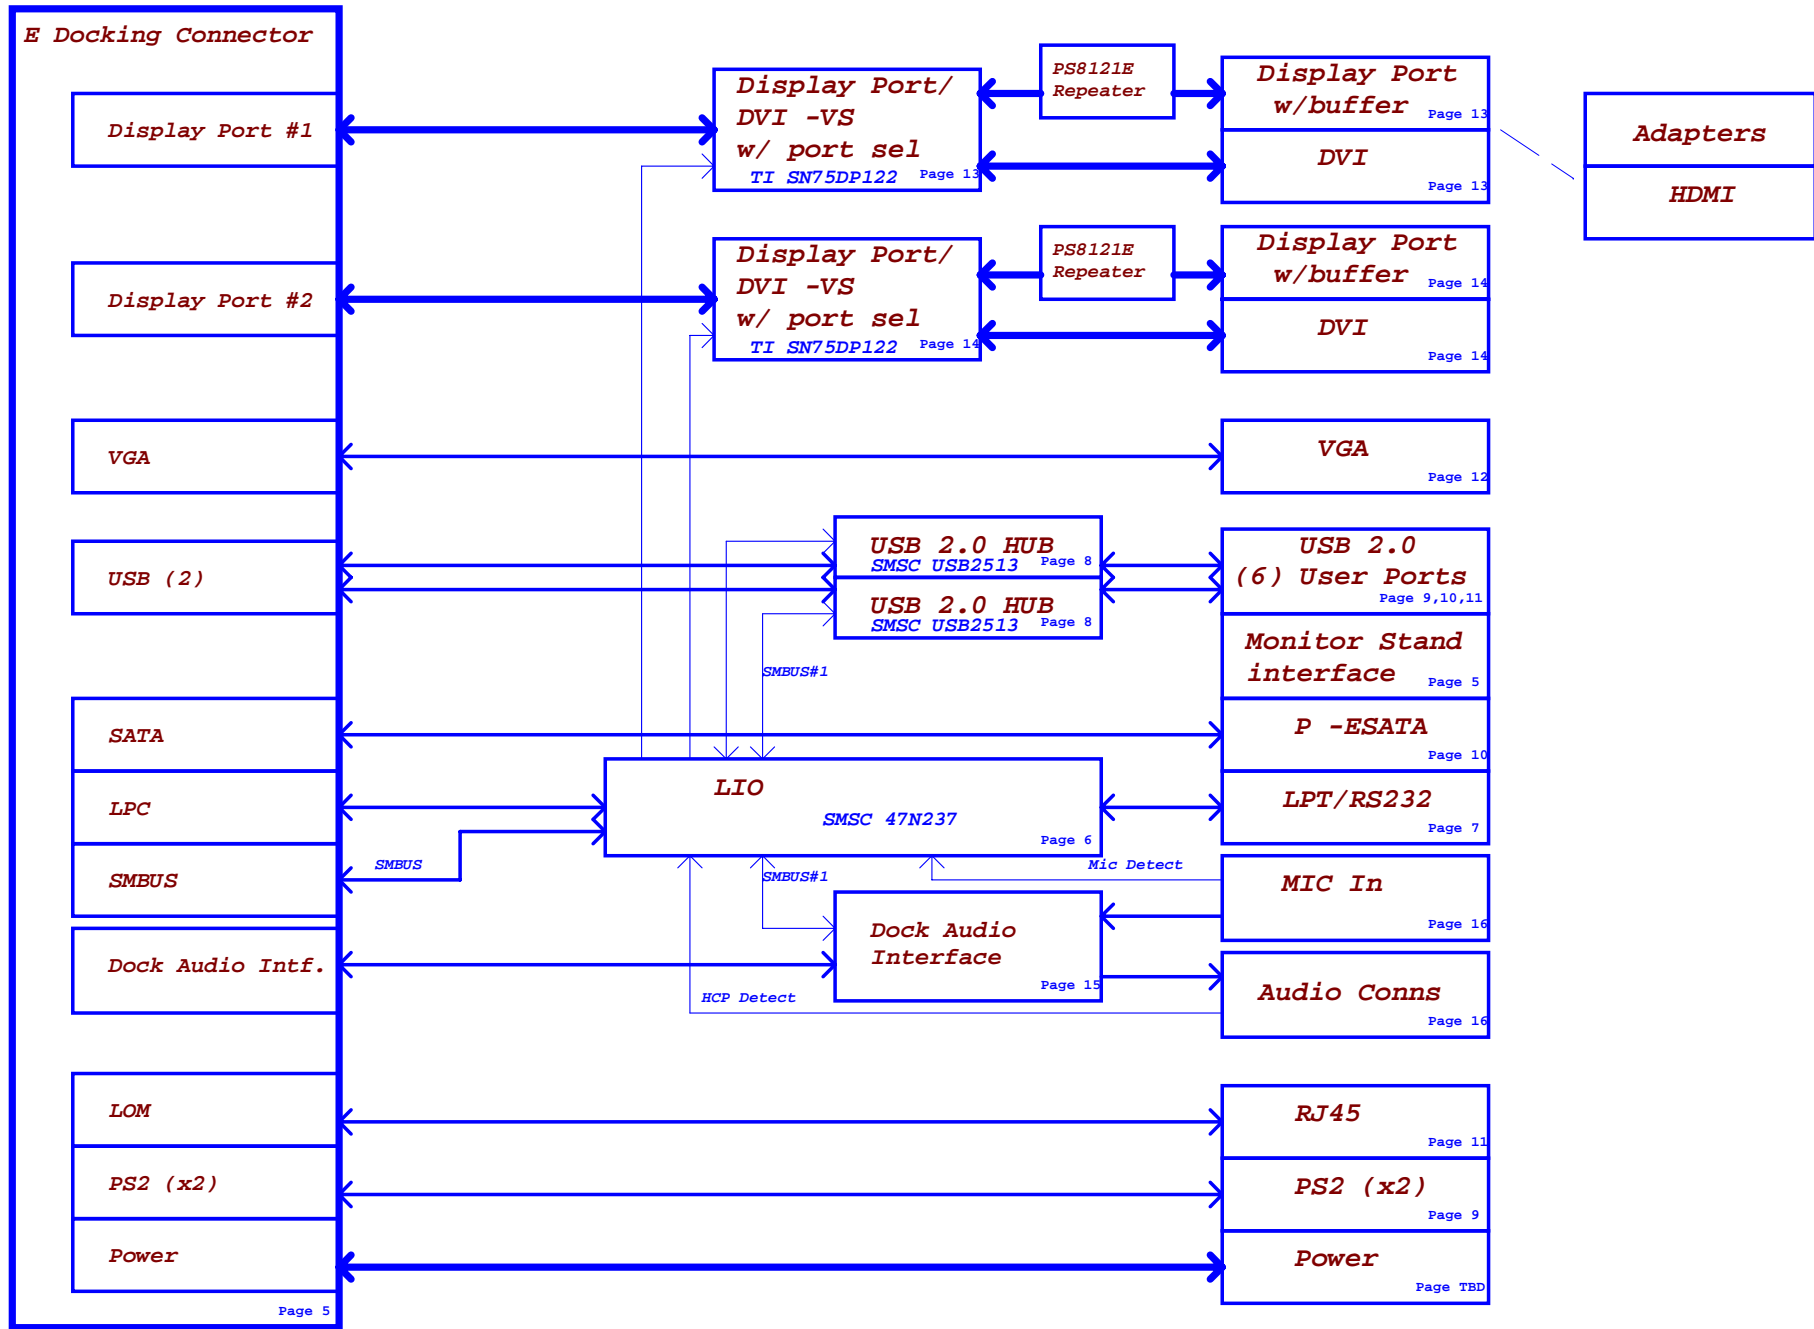 E Docking Connector
Display Port #1
Display Port/
DVI -VS
w/ port sel
TI SN75DP122
Page 13
PS8121E
Repeater
Display Port
w/buffer
Page 13
DVI
Page 13
Adapters
HDMI
Display Port #2
Display Port/
DVI -VS
w/ port sel
TI SN75DP122
Page 14
PS8121E
Repeater
Display Port
w/buffer
Page 14
DVI
Page 14
VGA
VGA
Page 12
USB (2)
USB 2.0 HUB
SMSC USB2513
Page 8
USB 2.0 HUB
SMSC USB2513
Page 8
USB 2.0
(6) User Ports
Page 9,10,11
Monitor Stand
interface
Page 5
SMBUS#1
SATA
P -ESATA
Page 10
LPC
LIO
SMSC 47N237
Page 6
LPT/RS232
Page 7
SMBUS
SMBUS
SMBUS#1
Mic Detect
MIC In
Page 16
Dock Audio Intf.
Dock Audio
Interface
Page 15
HCP Detect
Audio Conns
Page 16
LOM
RJ45
Page 11
PS2 (x2)
PS2 (x2)
Page 9
Power
Power
Page TBD
Page 5